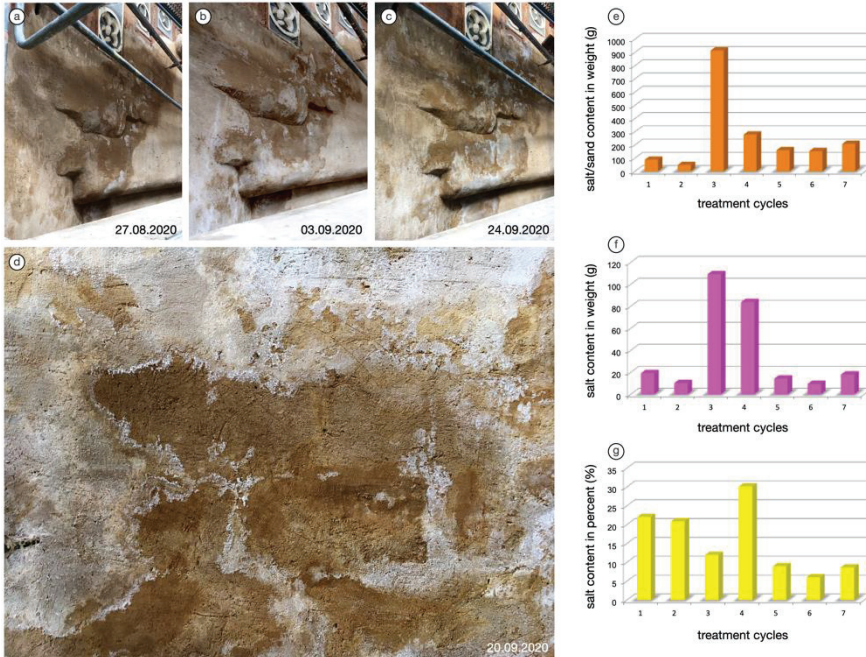 a
b
c
27.08.2020
03.09.2020
24.09.2020
d
20.09.2020
e
salt/sand content in weight (g)
1000
900
800
700
600
500
400
300
200
100
0
1 2 3 4 5 6 7
treatment cycles
f
salt content in weight (g)
120
100
80
60
40
20
0
1 2 3 4 5 6 7
treatment cycles
g
salt content in percent (%)
35
30
25
20
15
10
5
0
1 2 3 4 5 6 7
treatment cycles